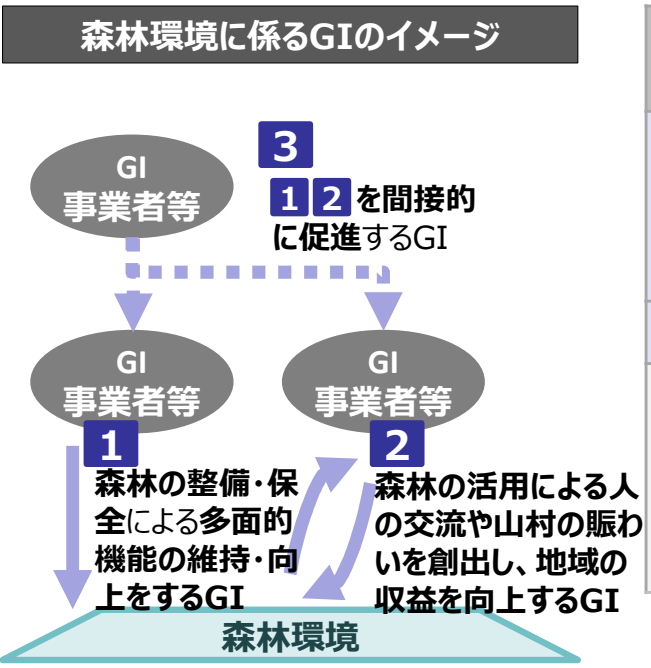 森林環境に係るGIのイメージ
GI
事業者等
3
1 2 を間接的
に促進するGI
GI
事業者等
GI
事業者等
1
森林の整備・保
全による多面的
機能の維持・向
上をするGI
2
森林の活用による人
の交流や山村の賑わ
いを創出し、地域の
収益を向上するGI
森林環境